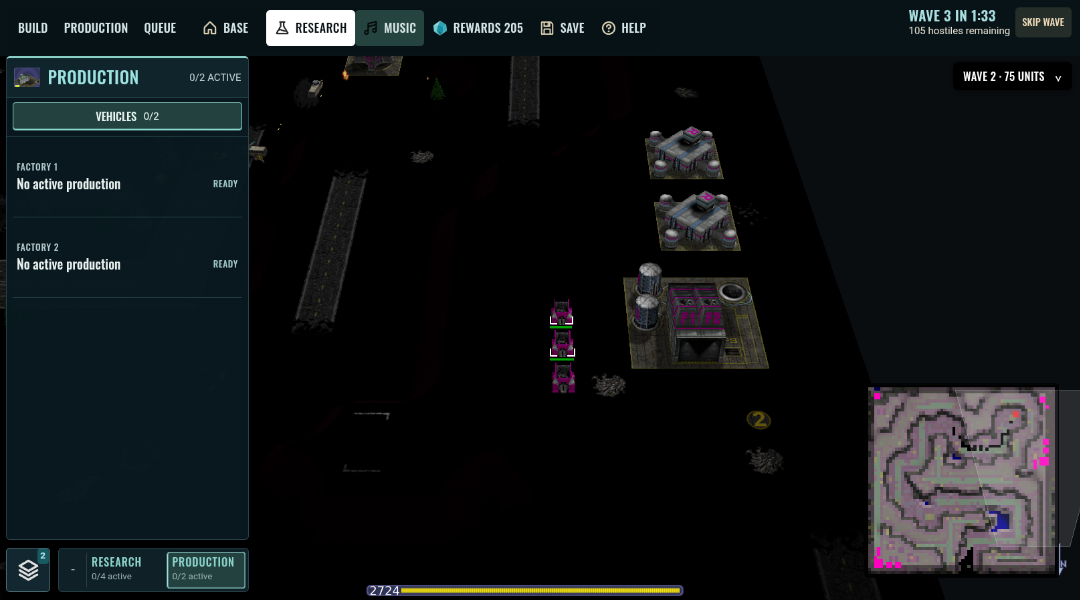 BUILD PRODUCTION QUEUE BASE RESEARCH MUSIC REWARDS 205 SAVE HELP
WAVE 3 IN 1:33
105 hostiles remaining
SKIP WAVE
PRODUCTION 0/2 ACTIVE
WAVE 2 · 75 UNITS
VEHICLES 0/2
FACTORY 1
No active production READY
FACTORY 2
No active production READY
2
2
RESEARCH
0/4 active
PRODUCTION
0/2 active
2724
N